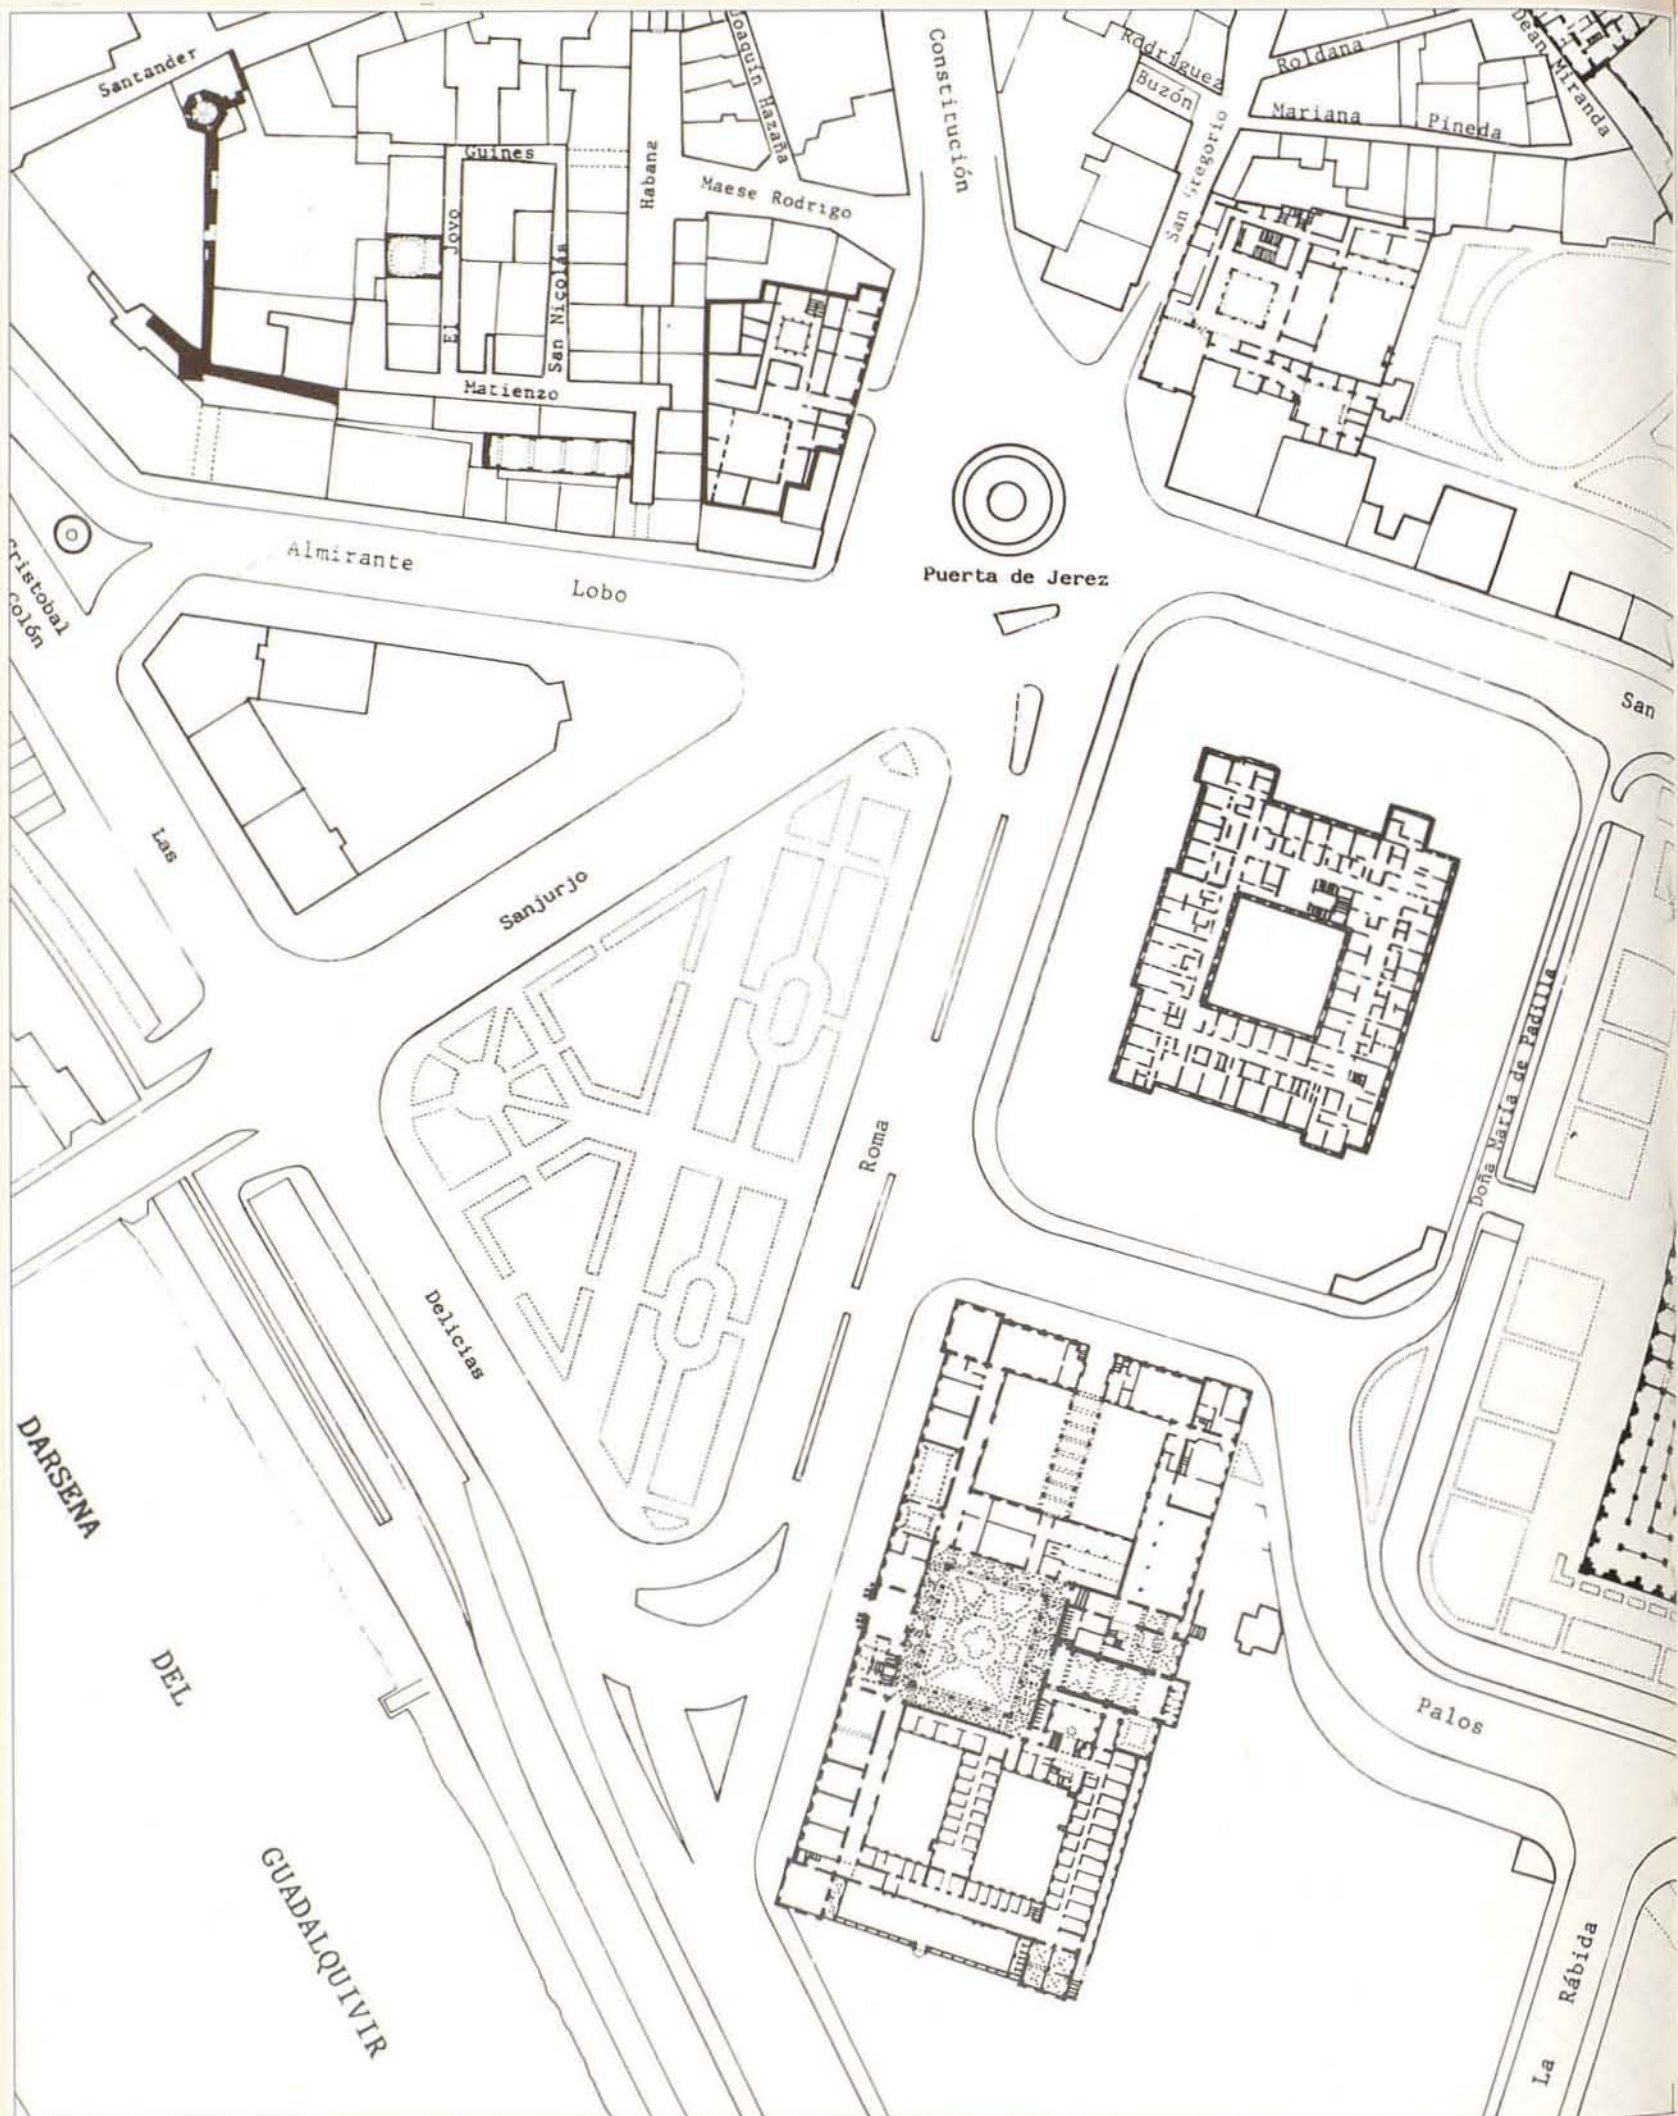 Santander
Joaquín Hazaña
Constitución
Rodríguez
Buzón
Roldana
Dean Miranda
Mariana Pineda
San Gregorio
Guines
Habana
Maese Rodrigo
El Jovo
San Nicolás
Matienzo
Almirante Lobo
Puerta de Jerez
Cristobal
Colón
San
Las
Sanjurjo
Doña María de Padilla
Roma
Delicias
DARSENA
DEL
GUADALQUIVIR
Palos
La Rábida